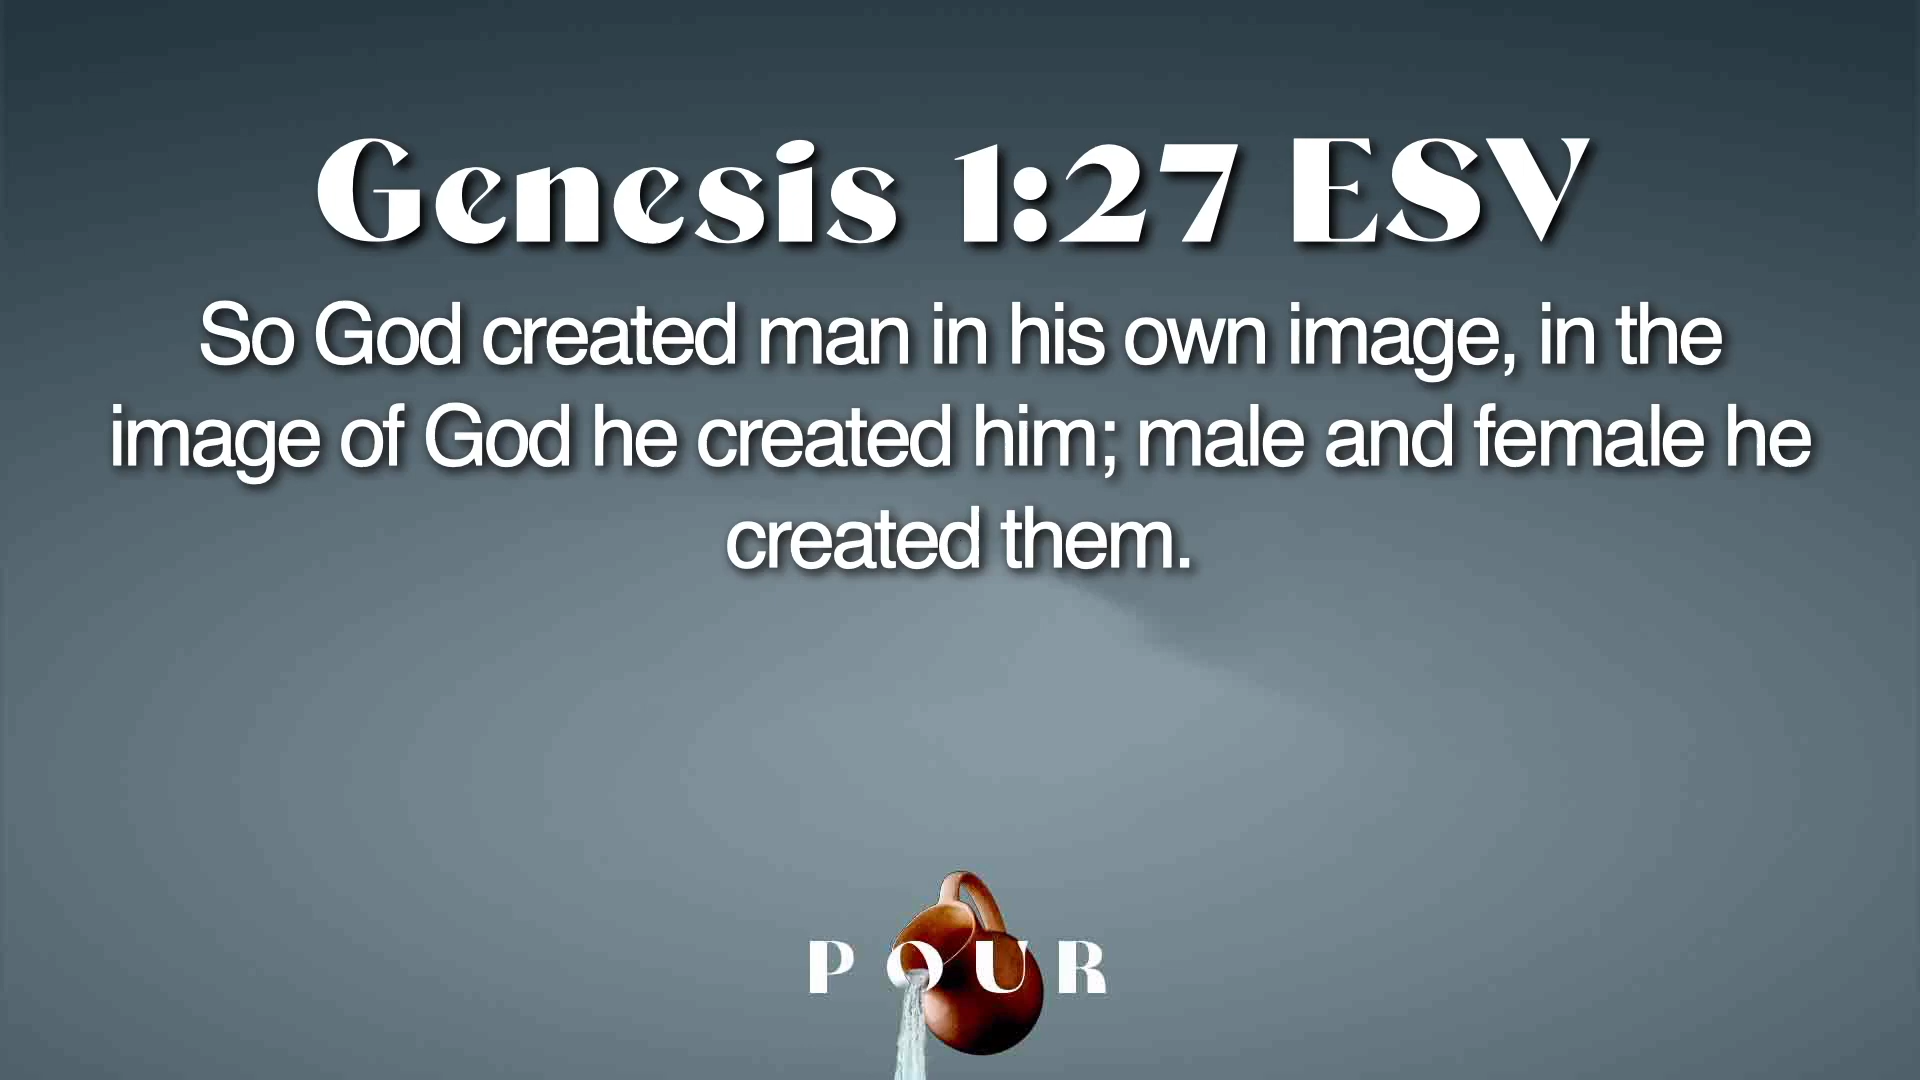 Genesis 1:27 ESV
So God created man in his own image, in the
image of God he created him; male and female he
created them.
POUR